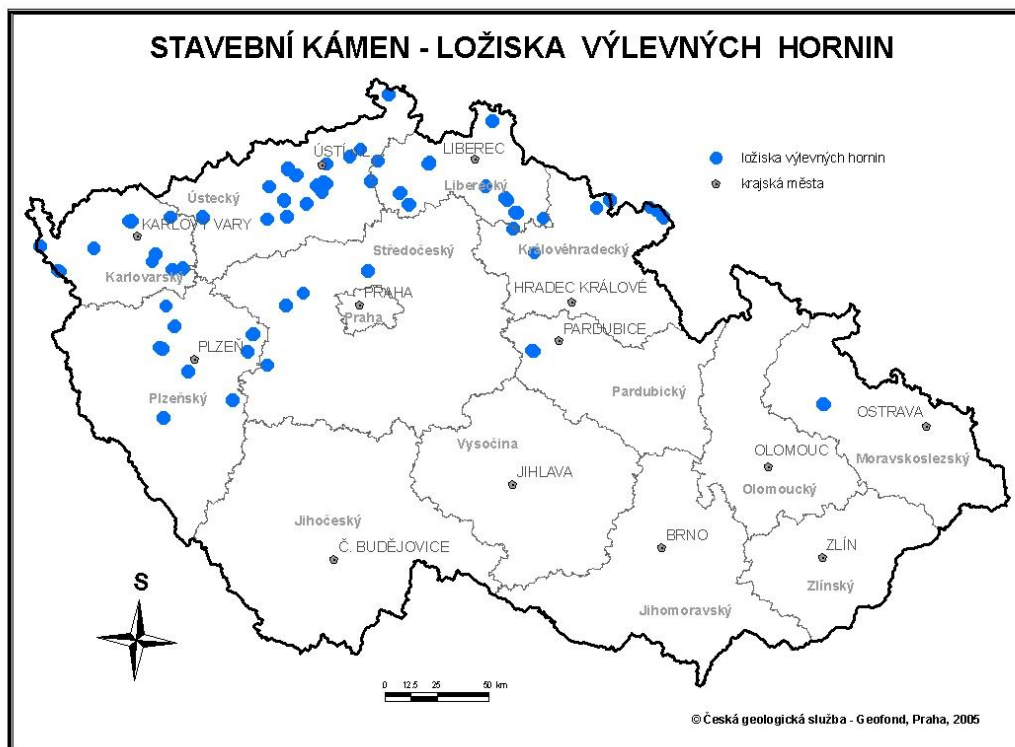 STAVEBNÍ KÁMEN - LOŽISKA VÝLEVNÝCH HORNIN
ložiska výlevných hornin
krajská města
LIBEREC
Liberecký
Ústecký
KARLOVY VARY
Karlovarský
Středočeský
Královéhradecký
HRADEC KRÁLOVÉ
PRAHA
Praha
PARDUBICE
Pardubický
PLZEŇ
Plzeňský
OSTRAVA
Moravskoslezský
Vysočina
JIHLAVA
OLOMOUC
Olomoucký
Jihočeský
Č. BUDĚJOVICE
BRNO
Jihomoravský
ZLÍN
Zlínský
S
0 12.5 25 50 km
© Česká geologická služba - Geofond, Praha, 2005